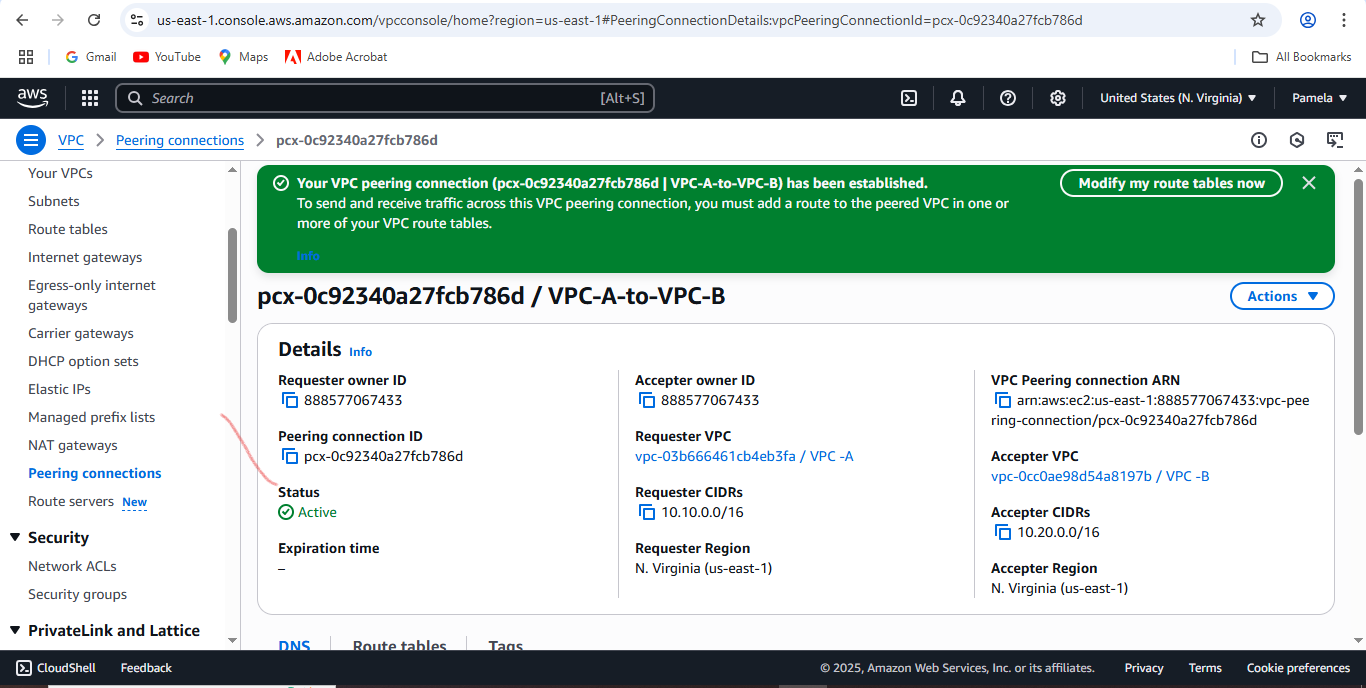 us-east-1.console.aws.amazon.com/vpcconsole/home?region=us-east-1#PeeringConnectionDetails:vpcPeeringConnectionId=pcx-0c92340a27fcb786d
Gmail YouTube Maps Adobe Acrobat All Bookmarks
aws Search [Alt+S] United States (N. Virginia) Pamela
VPC Peering connections pcx-0c92340a27fcb786d
Your VPCs
Subnets
Route tables
Internet gateways
Egress-only internet
gateways
Carrier gateways
DHCP option sets
Elastic IPs
Managed prefix lists
NAT gateways
Peering connections
Route servers New
Security
Network ACLs
Security groups
PrivateLink and Lattice
Your VPC peering connection (pcx-0c92340a27fcb786d | VPC-A-to-VPC-B) has been established.
To send and receive traffic across this VPC peering connection, you must add a route to the peered VPC in one or
more of your VPC route tables.
Info
Modify my route tables now
pcx-0c92340a27fcb786d / VPC-A-to-VPC-B
Actions
Details Info
Requester owner ID
888577067433
Peering connection ID
pcx-0c92340a27fcb786d
Status
Active
Expiration time
–
Accepter owner ID
888577067433
Requester VPC
vpc-03b666461cb4eb3fa / VPC -A
Requester CIDRs
10.10.0.0/16
Requester Region
N. Virginia (us-east-1)
VPC Peering connection ARN
arn:aws:ec2:us-east-1:888577067433:vpc-pee
ring-connection/pcx-0c92340a27fcb786d
Accepter VPC
vpc-0cc0ae98d54a8197b / VPC -B
Accepter CIDRs
10.20.0.0/16
Accepter Region
N. Virginia (us-east-1)
DNS Route tables Tags
CloudShell Feedback © 2025, Amazon Web Services, Inc. or its affiliates. Privacy Terms Cookie preferences